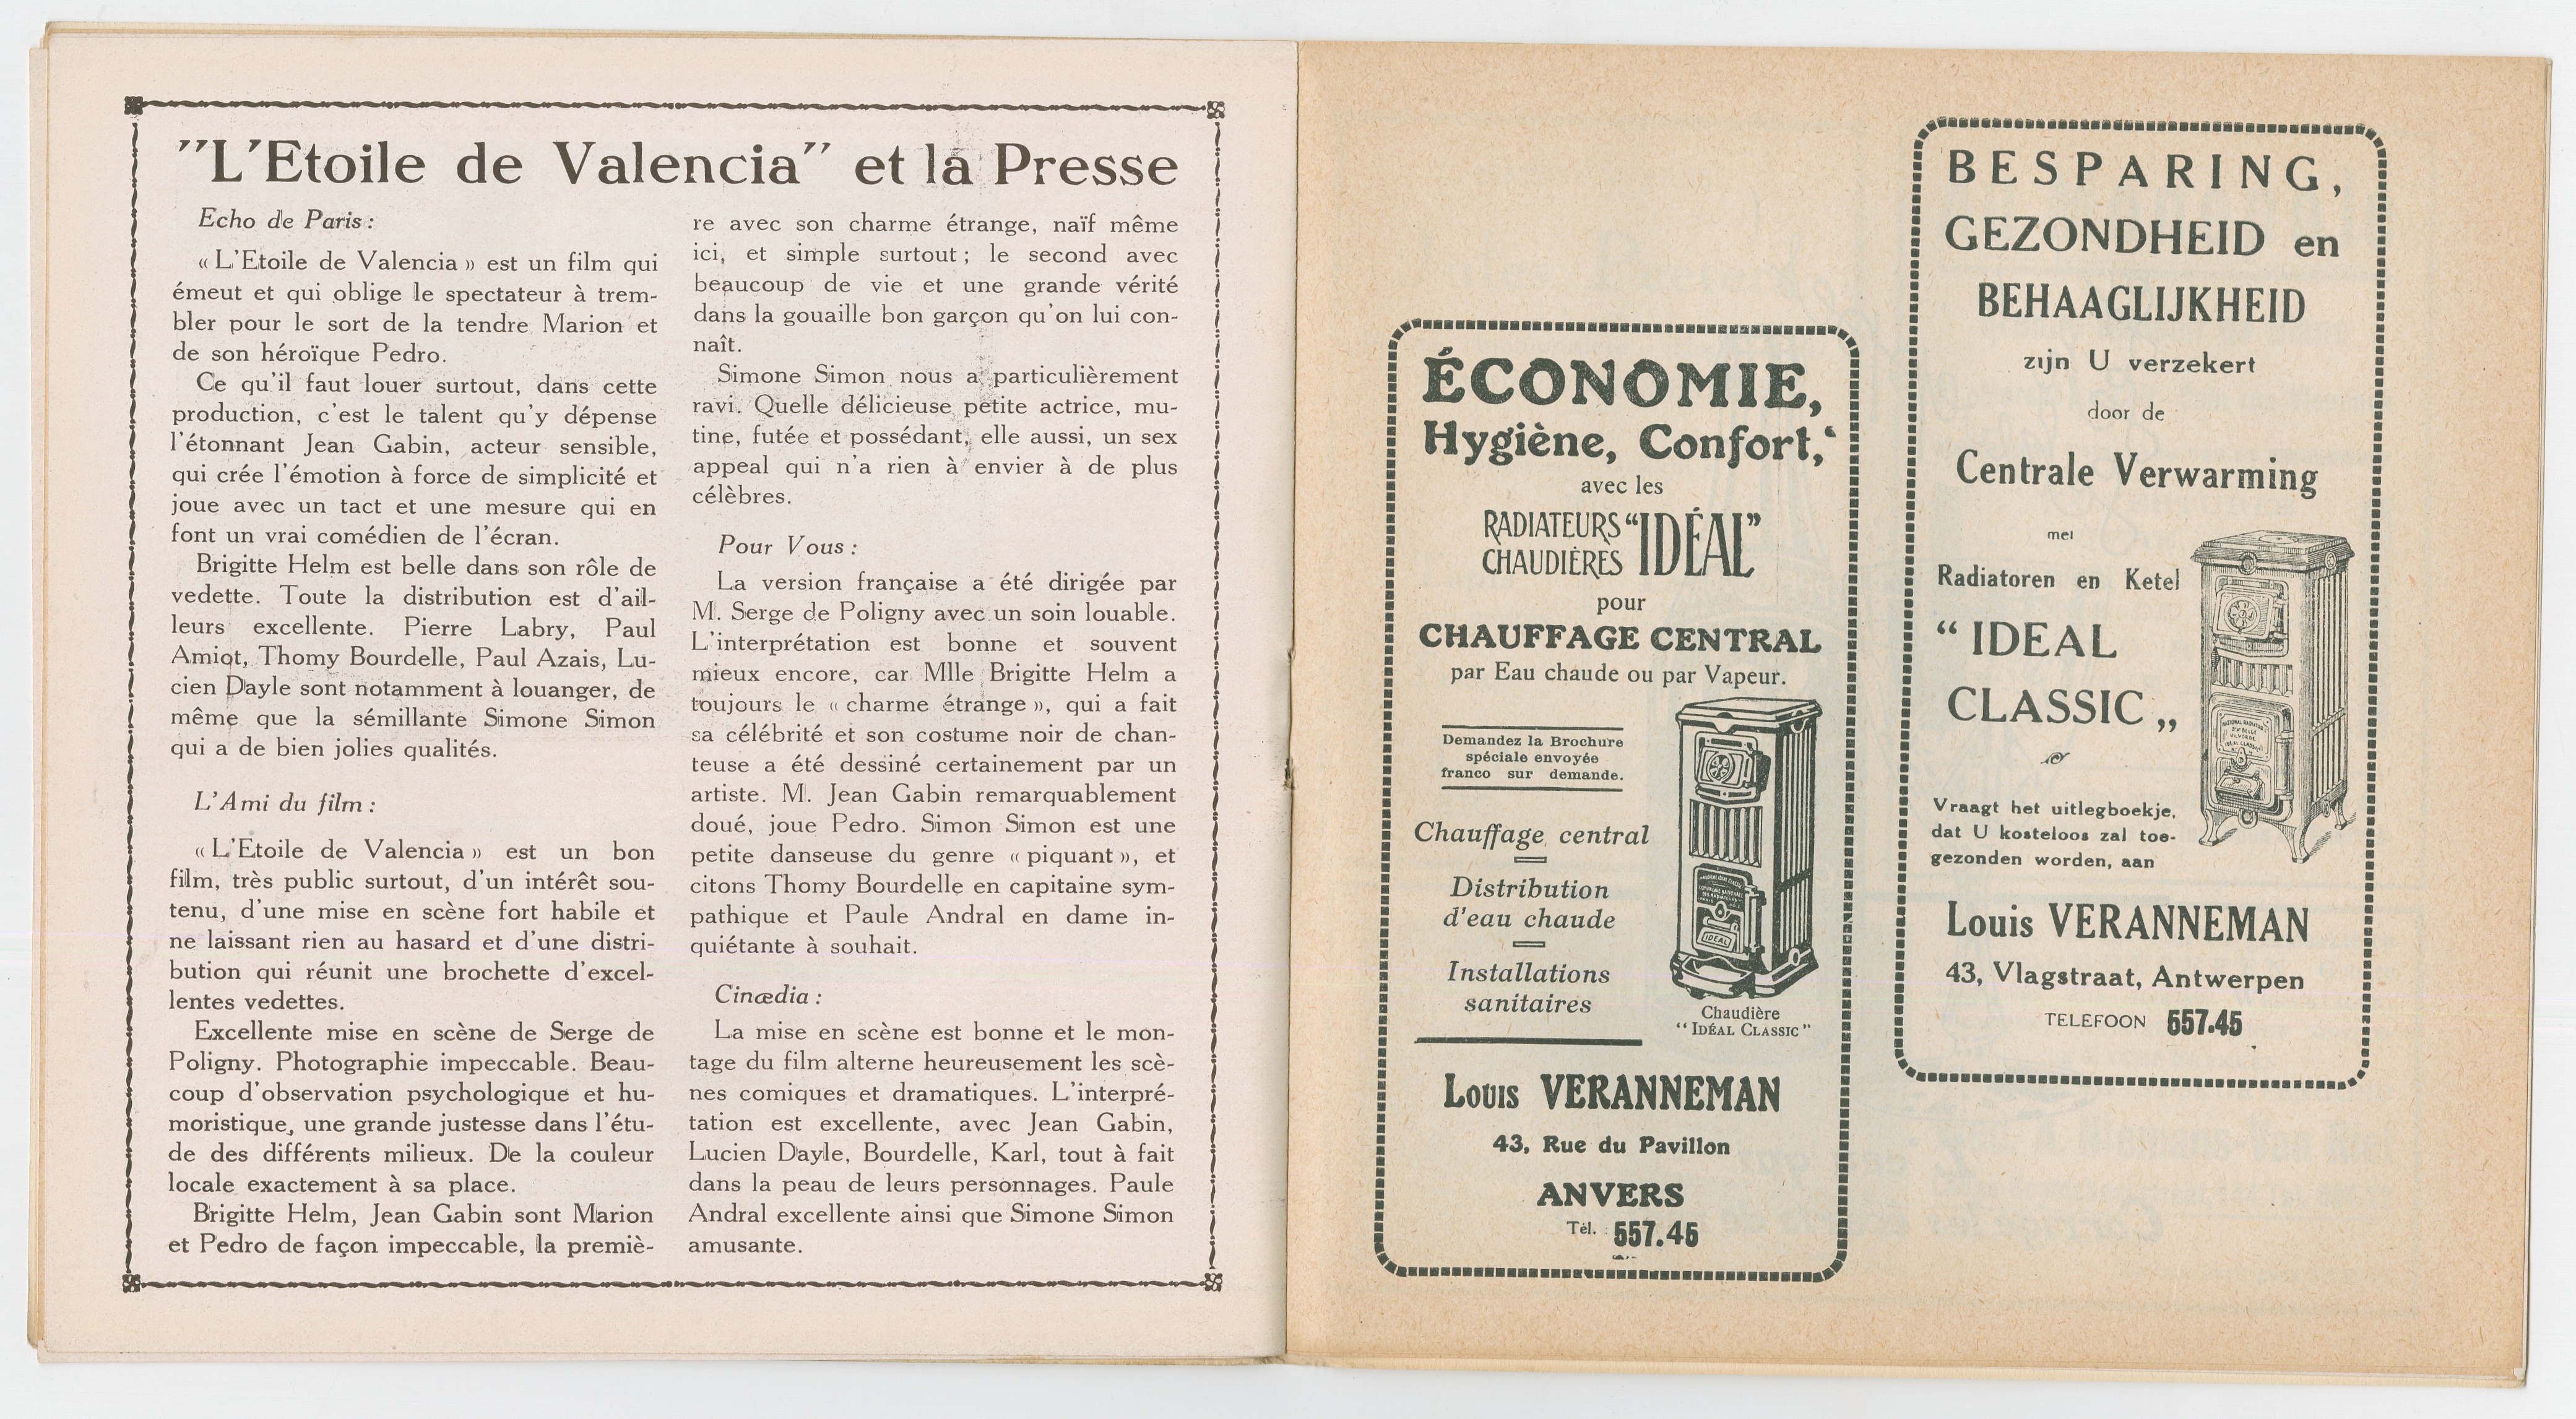 "L'Etoile de Valencia" et la Presse
Echo de Paris :
« L'Etoile de Valencia » est un film qui
émeut et qui oblige le spectateur à trem-
bler pour le sort de la tendre Marion et
de son héroïque Pedro.
Ce qu'il faut louer surtout, dans cette
production, c'est le talent qu'y dépense
l'étonnant Jean Gabin, acteur sensible,
qui crée l'émotion à force de simplicité et
joue avec un tact et une mesure qui en
font un vrai comédien de l'écran.
Brigitte Helm est belle dans son rôle de
vedette. Toute la distribution est d'ail-
leurs excellente. Pierre Labry, Paul
Amiot, Thomy Bourdelle, Paul Azais, Lu-
cien Dayle sont notamment à louanger, de
même que la sémillante Simone Simon
qui a de bien jolies qualités.
L'Ami du film :
« L'Etoile de Valencia » est un bon
film, très public surtout, d'un intérêt sou-
tenu, d'une mise en scène fort habile et
ne laissant rien au hasard et d'une distri-
bution qui réunit une brochette d'excel-
lentes vedettes.
Excellente mise en scène de Serge de
Poligny. Photographie impeccable. Beau-
coup d'observation psychologique et hu-
moristique, une grande justesse dans l'étu-
de des différents milieux. De la couleur
locale exactement à sa place.
Brigitte Helm, Jean Gabin sont Marion
et Pedro de façon impeccable, la premiè-
re avec son charme étrange, naïf même
ici, et simple surtout ; le second avec
beaucoup de vie et une grande vérité
dans la gouaille bon garçon qu'on lui con-
naît.
Simone Simon nous a particulièrement
ravi. Quelle délicieuse petite actrice, mu-
tine, futée et possédant, elle aussi, un sex
appeal qui n'a rien à envier à de plus
célèbres.
Pour Vous :
La version française a été dirigée par
M. Serge de Poligny avec un soin louable.
L'interprétation est bonne et souvent
mieux encore, car Mlle Brigitte Helm a
toujours le « charme étrange », qui a fait
sa célébrité et son costume noir de chan-
teuse a été dessiné certainement par un
artiste. M. Jean Gabin remarquablement
doué, joue Pedro. Simon Simon est une
petite danseuse du genre « piquant », et
citons Thomy Bourdelle en capitaine sym-
pathique et Paule Andral en dame in-
quiétante à souhait.
Cinœdia :
La mise en scène est bonne et le mon-
tage du film alterne heureusement les scè-
nes comiques et dramatiques. L'interpré-
tation est excellente, avec Jean Gabin,
Lucien Dayle, Bourdelle, Karl, tout à fait
dans la peau de leurs personnages. Paule
Andral excellente ainsi que Simone Simon
amusante.
ÉCONOMIE,
Hygiène, Confort,
avec les
RADIATEURS "IDÉAL"
CHAUDIÈRES
pour
CHAUFFAGE CENTRAL
par Eau chaude ou par Vapeur.
Demandez la Brochure
spéciale envoyée
franco sur demande.
Chauffage central
Distribution
d'eau chaude
Installations
sanitaires
IDEAL
Chaudière
"IDÉAL CLASSIC"
Louis VERANNEMAN
43, Rue du Pavillon
ANVERS
Tél. : 557.45
BESPARING,
GEZONDHEID en
BEHAAGLIJKHEID
zijn U verzekert
door de
Centrale Verwarming
met
Radiatoren en Ketel
" IDEAL
CLASSIC „
Vraagt het uitlegboekje,
dat U kosteloos zal toe-
gezonden worden, aan
Louis VERANNEMAN
43, Vlagstraat, Antwerpen
TELEFOON 557.45